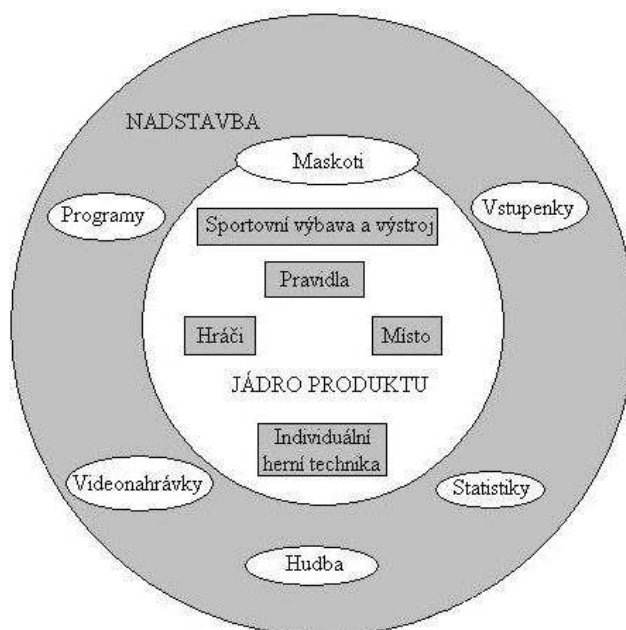 NADSTAVBA
Maskoti
Programy
Vstupenky
Sportovní výbava a výstroj
Pravidla
Hráči
Místo
JÁDRO PRODUKTU
Individuální
herní technika
Videonahrávky
Statistiky
Hudba